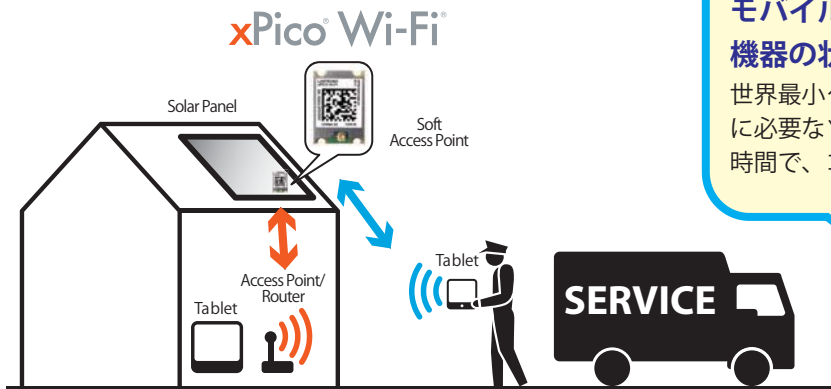 xPico® Wi-Fi®
モバイル
機器の状
世界最小
に必要な
時間で、
Solar Panel
Soft
Access Point
Access Point/
Router
Tablet
Tablet
SERVICE